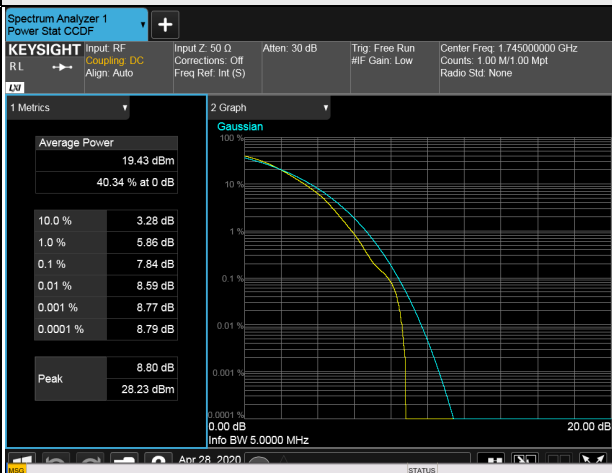 Spectrum Analyzer 1
Power Stat CCDF
KEYSIGHT
RL
LXI
Input: RF
Coupling: DC
Align: Auto
Input Z: 50 Ω
Corrections: Off
Freq Ref: Int (S)
Atten: 30 dB
Trig: Free Run
#IF Gain: Low
Center Freq: 1.745000000 GHz
Counts: 1.00 M/1.00 Mpt
Radio Std: None
1 Metrics
Average Power
19.43 dBm
40.34 % at 0 dB
10.0 % 3.28 dB
1.0 % 5.86 dB
0.1 % 7.84 dB
0.01 % 8.59 dB
0.001 % 8.77 dB
0.0001 % 8.79 dB
Peak 8.80 dB
28.23 dBm
2 Graph
Gaussian
100 %
10 %
1 %
0.1 %
0.01 %
0.001 %
0.0001 %
0.00 dB 20.00 dB
Info BW 5.0000 MHz
Apr 28, 2020
MSG STATUS